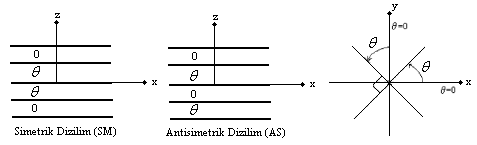 z
0
θ
θ
0
x
Simetrik Dizilim (SM)
z
0
θ
0
θ
x
Antisimetrik Dizilim (AS)
y
θ=0
θ
θ
x
θ=0